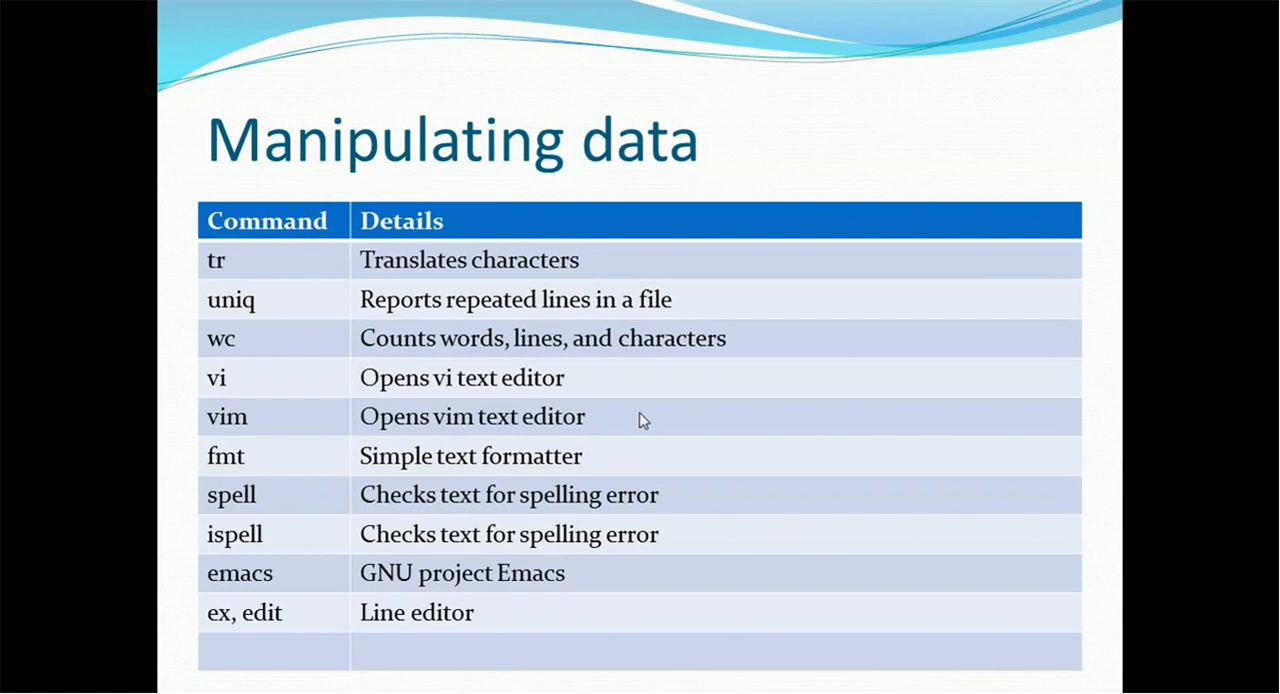 Manipulating data
Command Details
tr Translates characters
uniq Reports repeated lines in a file
wc Counts words, lines, and characters
vi Opens vi text editor
vim Opens vim text editor
fmt Simple text formatter
spell Checks text for spelling error
ispell Checks text for spelling error
emacs GNU project Emacs
ex, edit Line editor